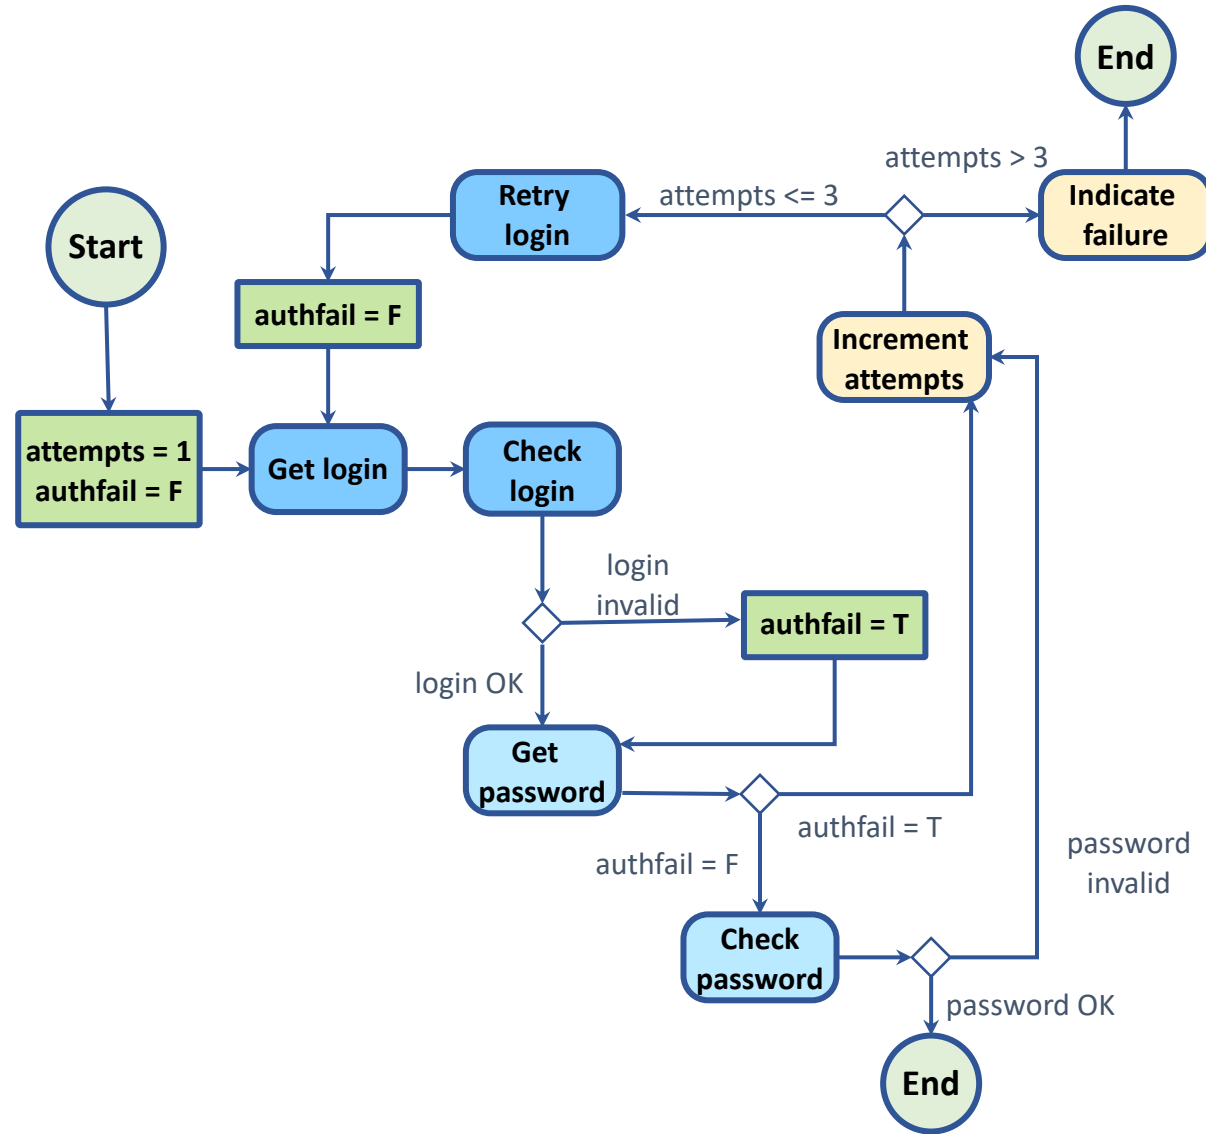 End
attempts > 3
Retry
login
attempts <= 3
Indicate
failure
Start
authfail = F
Increment
attempts
attempts = 1
authfail = F
Get login
Check
login
login
invalid
authfail = T
login OK
Get
password
authfail = T
authfail = F
password
invalid
Check
password
password OK
End